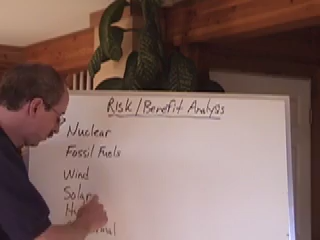 Risk/Benefit Analysis
Nuclear
Fossil Fuels
Wind
Solar